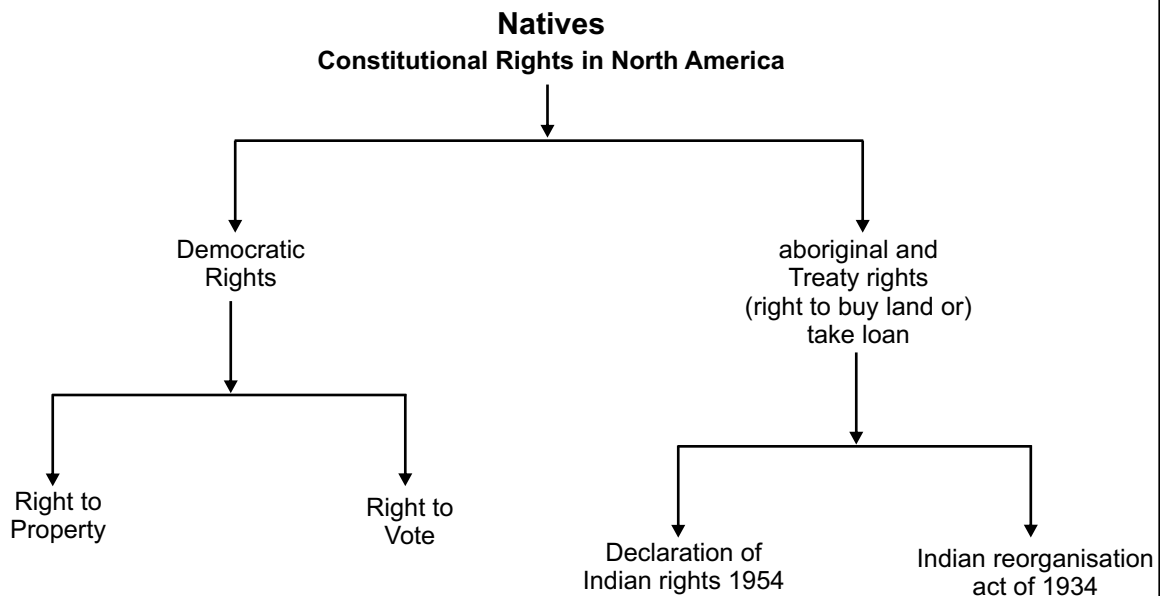 Natives
Constitutional Rights in North America
Democratic
Rights
aboriginal and
Treaty rights
(right to buy land or)
take loan
Right to
Property
Right to
Vote
Declaration of
Indian rights 1954
Indian reorganisation
act of 1934